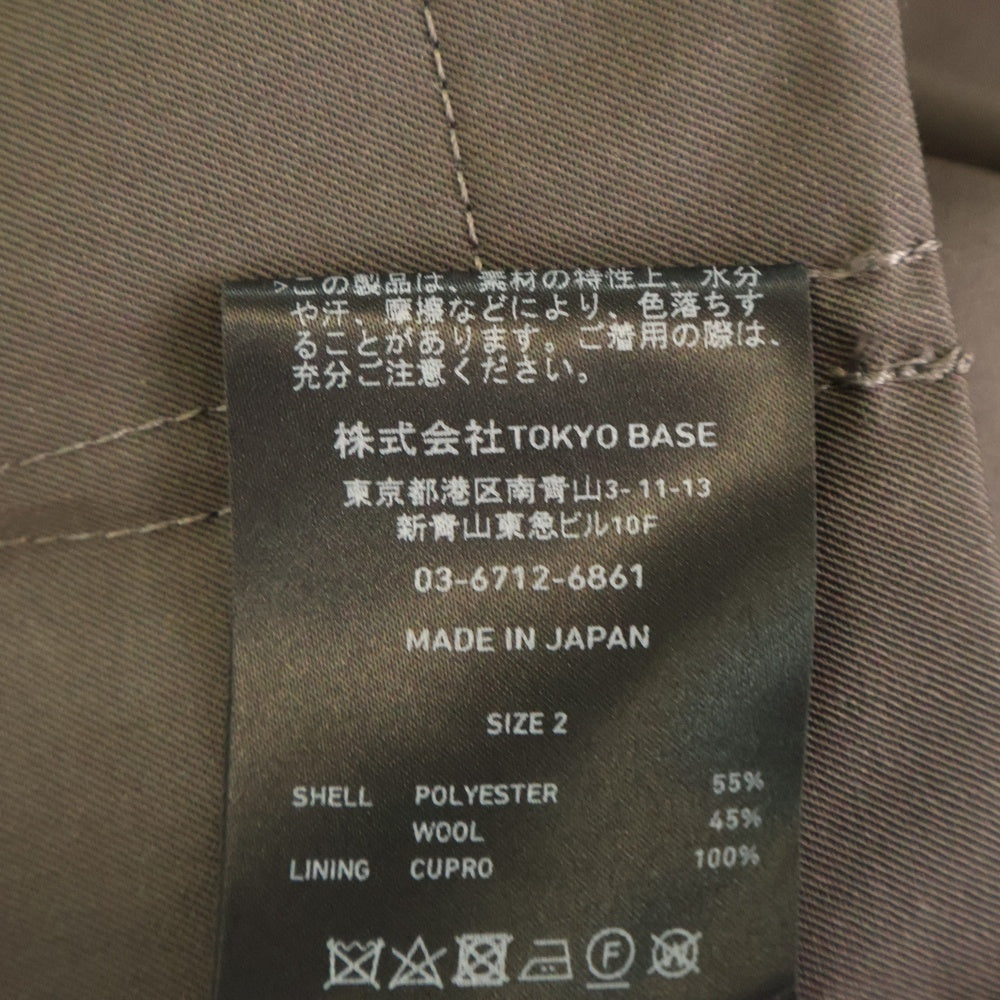 >この製品は、素材の特性上、水分
や汗、摩擦などにより、色落ちす
ることがあります。ご着用の際は、
充分ご注意ください。
株式会社TOKYO BASE
東京都港区南青山3-11-13
新青山東急ビル10F
03-6712-6861
MADE IN JAPAN
SIZE 2
SHELL POLYESTER 55%
WOOL 45%
LINING CUPRO 100%
F W